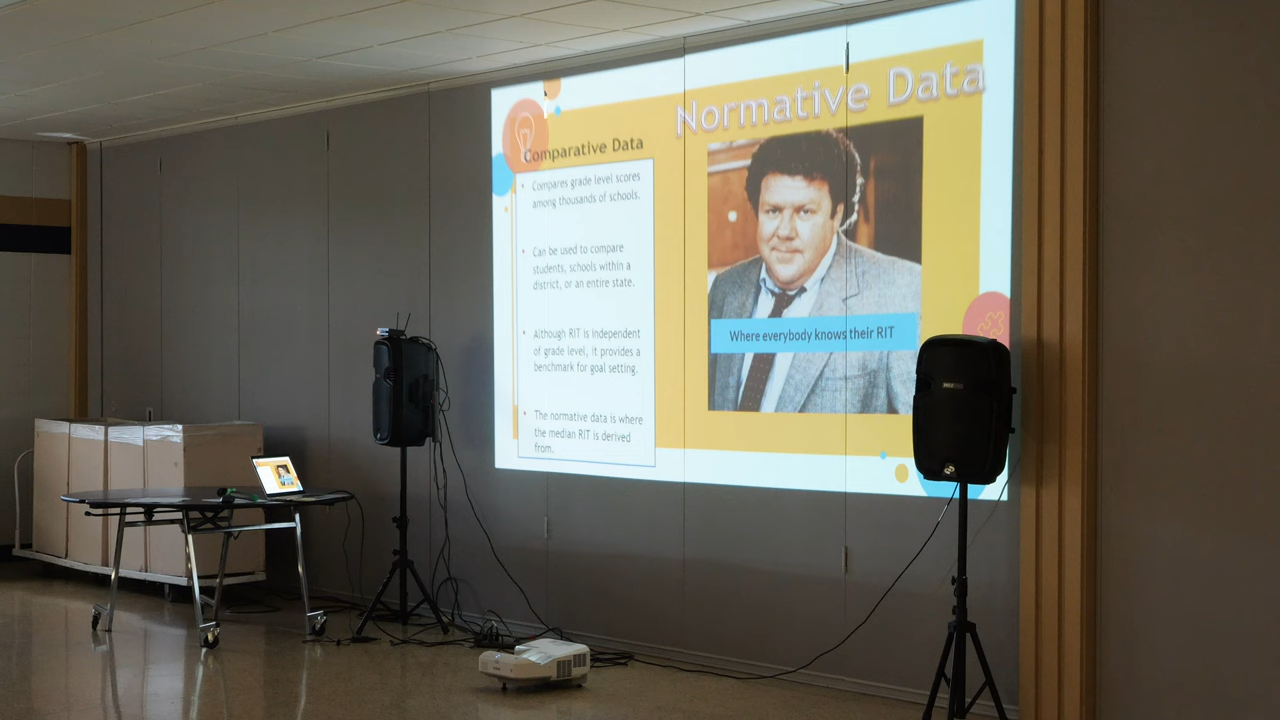 Normative Data
Comparative Data
Compares grade level scores
among thousands of schools.
Can be used to compare
students, schools within a
district, or an entire state.
Although RIT is independent
of grade level, it provides a
benchmark for goal setting.
The normative data is where
the median RIT is derived
from.
Where everybody knows their RIT